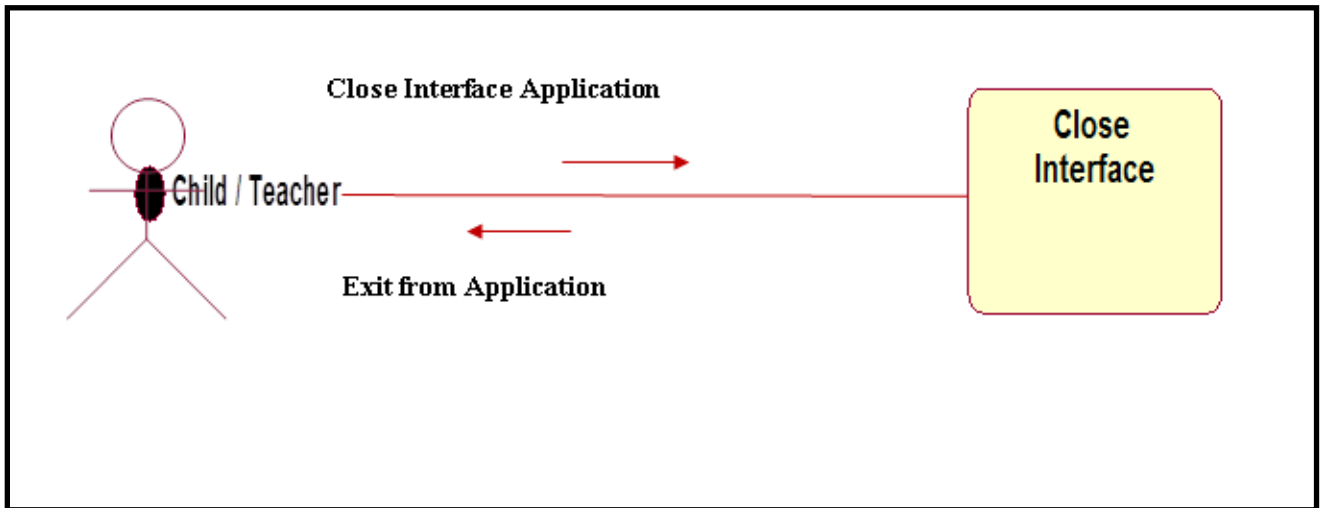 Close Interface Application
Close
Interface
Child / Teacher
Exit from Application